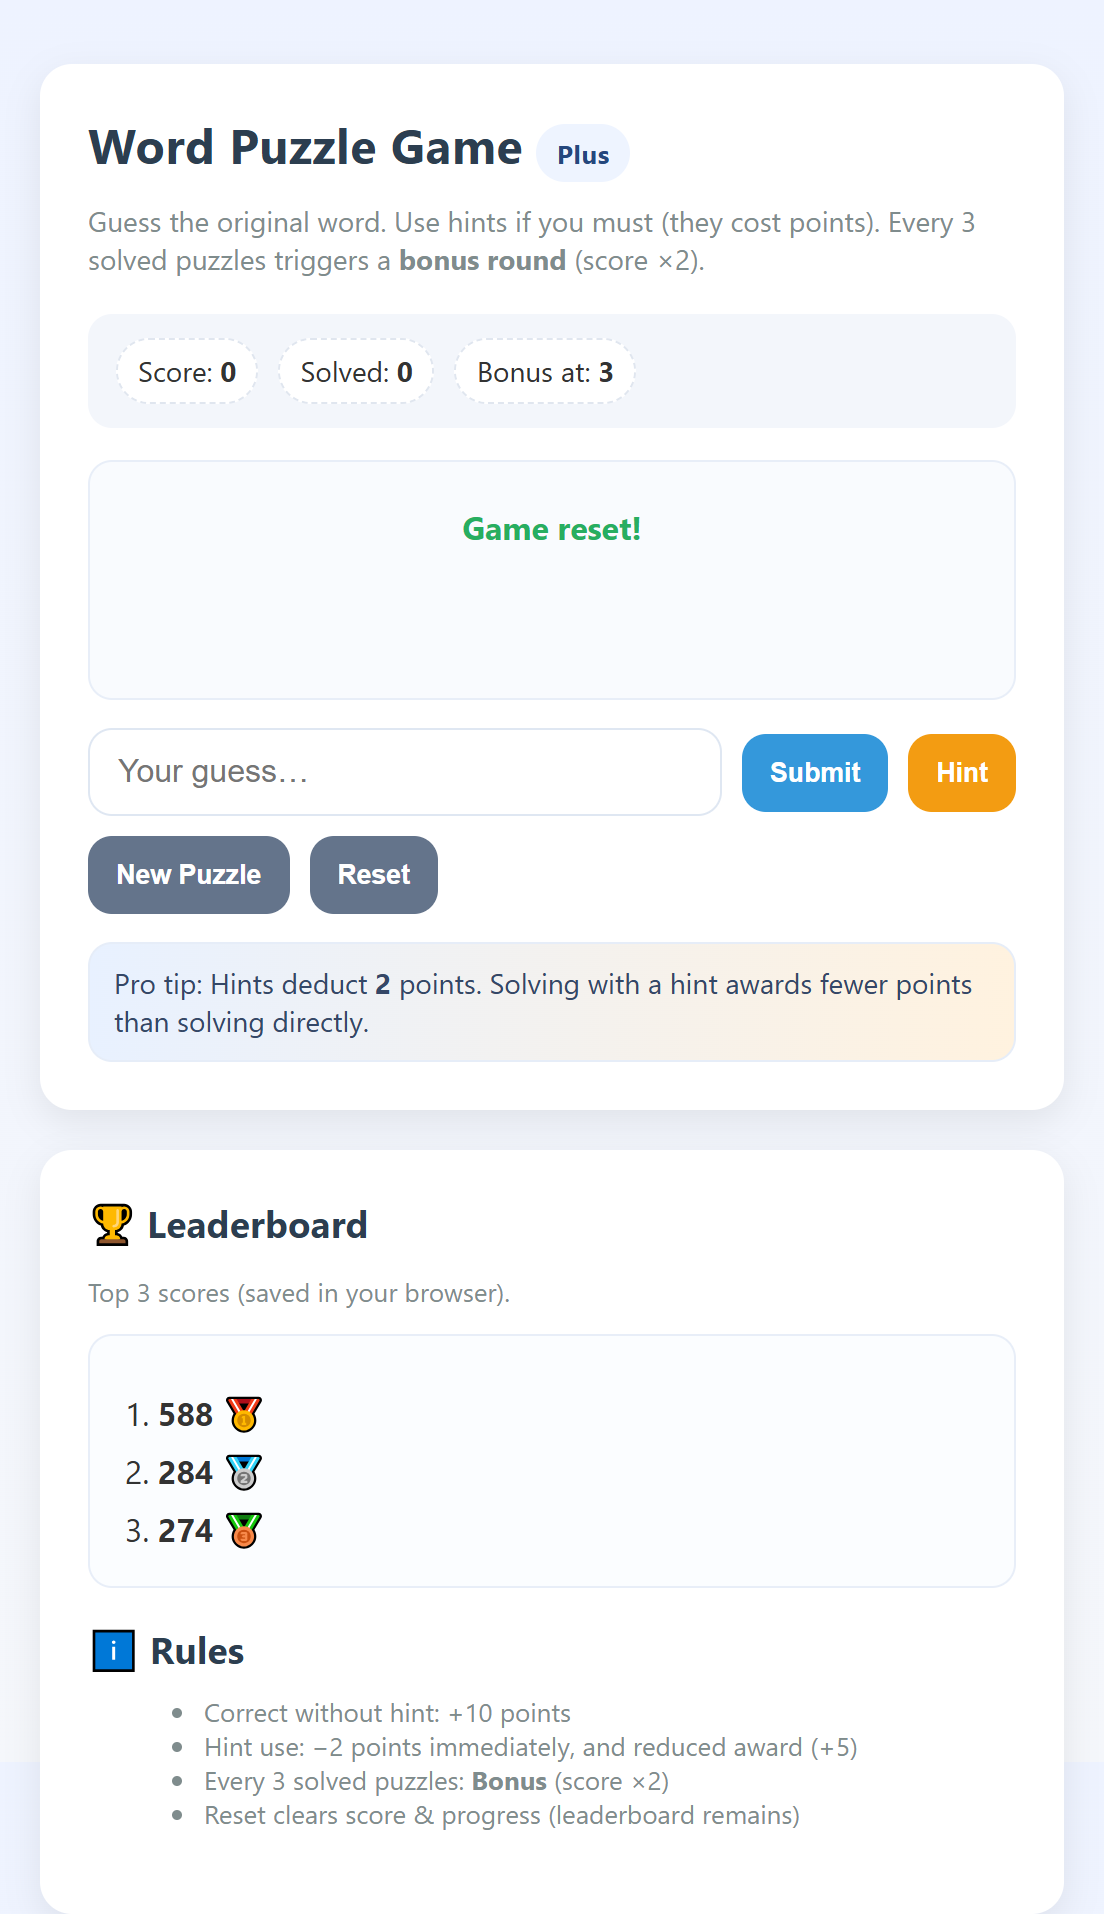 Word Puzzle Game Plus
Guess the original word. Use hints if you must (they cost points). Every 3
solved puzzles triggers a bonus round (score ×2).
Score: 0 Solved: 0 Bonus at: 3
Game reset!
Your guess…
Submit
Hint
New Puzzle
Reset
Pro tip: Hints deduct 2 points. Solving with a hint awards fewer points
than solving directly.
🏆 Leaderboard
Top 3 scores (saved in your browser).
1. 588 🥇
2. 284 🥈
3. 274 🥉
ℹ️ Rules
• Correct without hint: +10 points
• Hint use: −2 points immediately, and reduced award (+5)
• Every 3 solved puzzles: Bonus (score ×2)
• Reset clears score & progress (leaderboard remains)